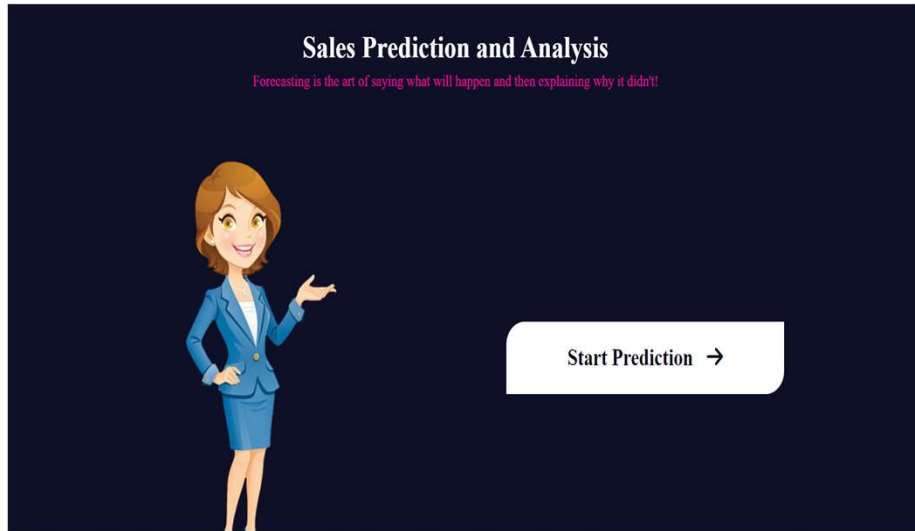 Sales Prediction and Analysis
Forecasting is the art of saying what will happen and then explaining why it didn't!
Start Prediction →